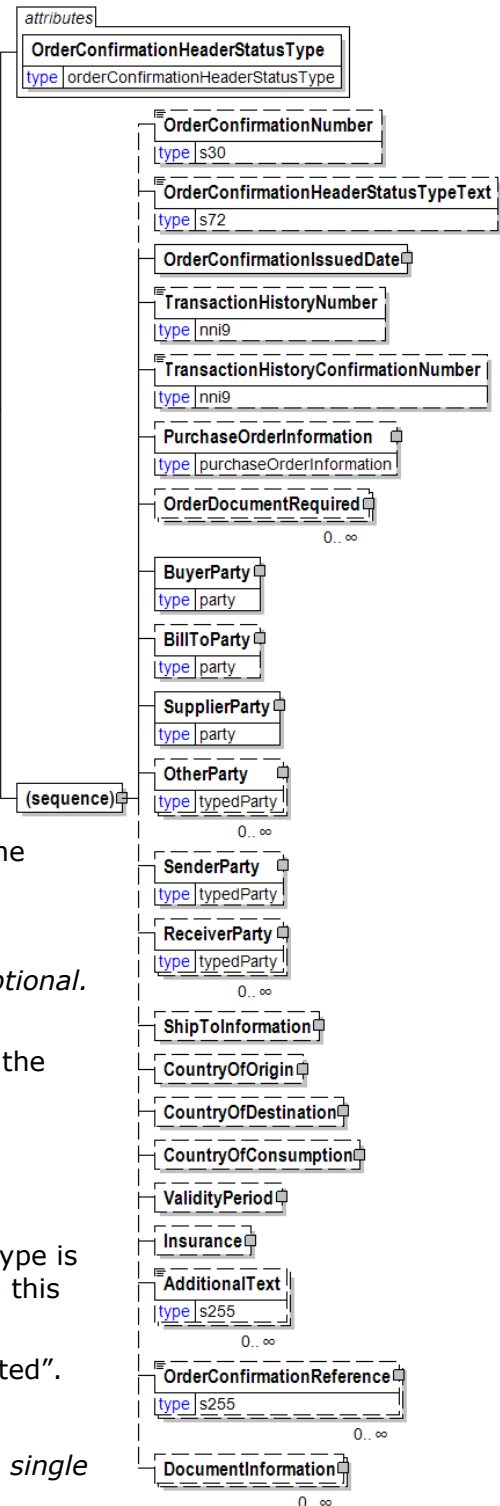 attributes
OrderConfirmationHeaderStatusType
type orderConfirmationHeaderStatusType
OrderConfirmationNumber
type s30
OrderConfirmationHeaderStatusTypeText
type s72
OrderConfirmationIssuedDate
TransactionHistoryNumber
type nni9
TransactionHistoryConfirmationNumber
type nni9
PurchaseOrderInformation
type purchaseOrderInformation
OrderDocumentRequired
0.. ∞
BuyerParty
type party
BillToParty
type party
SupplierParty
type party
OtherParty
(sequence)
type typedParty
0.. ∞
ne
SenderParty
type typedParty
ReceiverParty
type typedParty
otional.
0.. ∞
ShipToInformation
the
CountryOfOrigin
CountryOfDestination
CountryOfConsumption
ValidityPeriod
Insurance
ype is
AdditionalText
this
type s255
0.. ∞
ted”.
OrderConfirmationReference
type s255
0.. ∞
single
DocumentInformation
0.. ∞